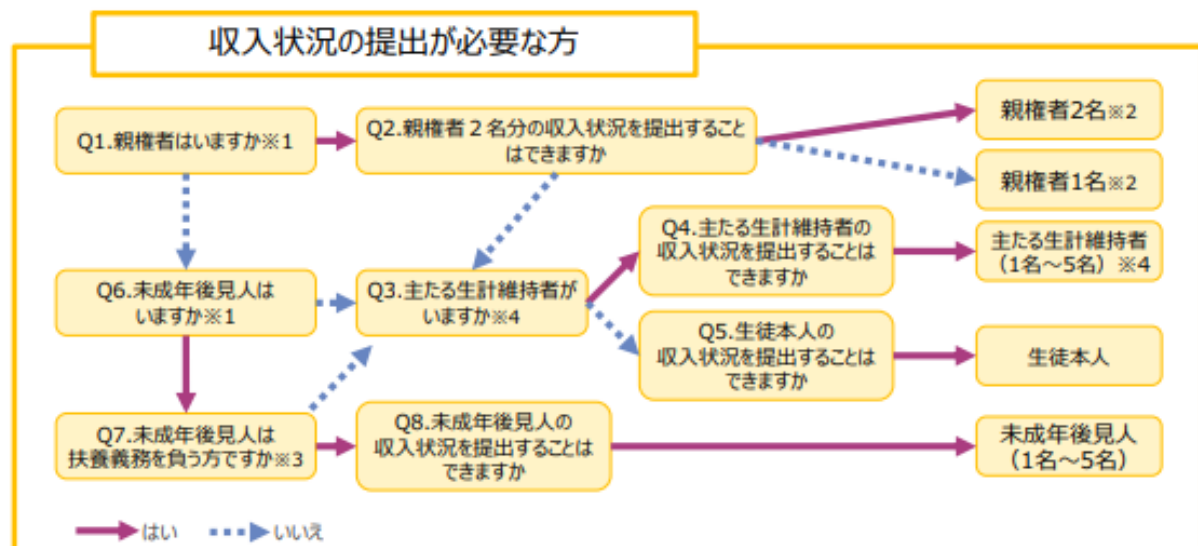 収入状況の提出が必要な方
Q1.親権者はいますか※1
Q2.親権者２名分の収入状況を提出すること
はできますか
親権者2名※2
親権者1名※2
Q6.未成年後見人は
いますか※1
Q3.主たる生計維持者が
いますか※4
Q4.主たる生計維持者の
収入状況を提出することは
できますか
主たる生計維持者
（1名～5名）※4
Q5.生徒本人の
収入状況を提出することは
できますか
生徒本人
Q7.未成年後見人は
扶養義務を負う方ですか※3
Q8.未成年後見人の
収入状況を提出することは
できますか
未成年後見人
（1名～5名）
はい
いいえ